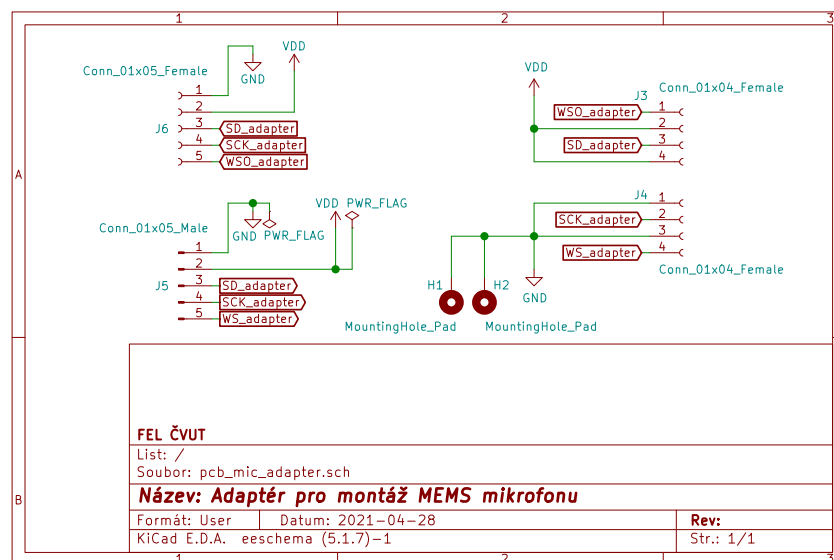 1
2
3
A
VDD
GND
Conn_01x05_Female
1
2
3
4
5
J6
SD_adapter
SCK_adapter
WSO_adapter
VDD
J3
Conn_01x04_Female
WSO_adapter
SD_adapter
1
2
3
4
Conn_01x05_Male
GND
PWR_FLAG
VDD
PWR_FLAG
1
2
3
4
5
J5
SD_adapter
SCK_adapter
WS_adapter
J4
1
2
3
4
SCK_adapter
WS_adapter
Conn_01x04_Female
GND
H1
H2
MountingHole_Pad
MountingHole_Pad
B
FEL ČVUT
List: /
Soubor: pcb_mic_adapter.sch
Název: Adaptér pro montáž MEMS mikrofonu
Formát: User
Datum: 2021-04-28
Rev:
KiCad E.D.A. eeschema (5.1.7)-1
Str.: 1/1
1
2
3